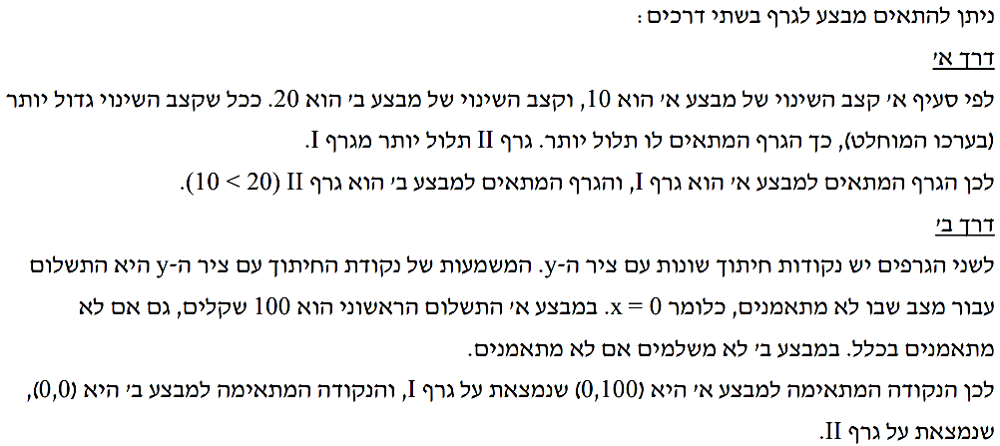 ניתן להתאים מבצע לגרף בשתי דרכים:
דרך א׳
לפי סעיף א׳ קצב השינוי של מבצע א׳ הוא 10, וקצב השינוי של מבצע ב׳ הוא 20. ככל שקצב השינוי גדול יותר
(בערכו המוחלט), כך הגרף המתאים לו תלול יותר. גרף II תלול יותר מגרף I.
לכן הגרף המתאים למבצע א׳ הוא גרף I, והגרף המתאים למבצע ב׳ הוא גרף II (10 < 20).
דרך ב׳
לשני הגרפים יש נקודות חיתוך שונות עם ציר ה-y. המשמעות של נקודת החיתוך עם ציר ה-y היא התשלום
עבור מצב שבו לא מתאמנים, כלומר x = 0. במבצע א׳ התשלום הראשוני הוא 100 שקלים, גם אם לא
מתאמנים בכלל. במבצע ב׳ לא משלמים אם לא מתאמנים.
לכן הנקודה המתאימה למבצע א׳ היא (0,100) שנמצאת על גרף I, והנקודה המתאימה למבצע ב׳ היא (0,0),
שנמצאת על גרף II.